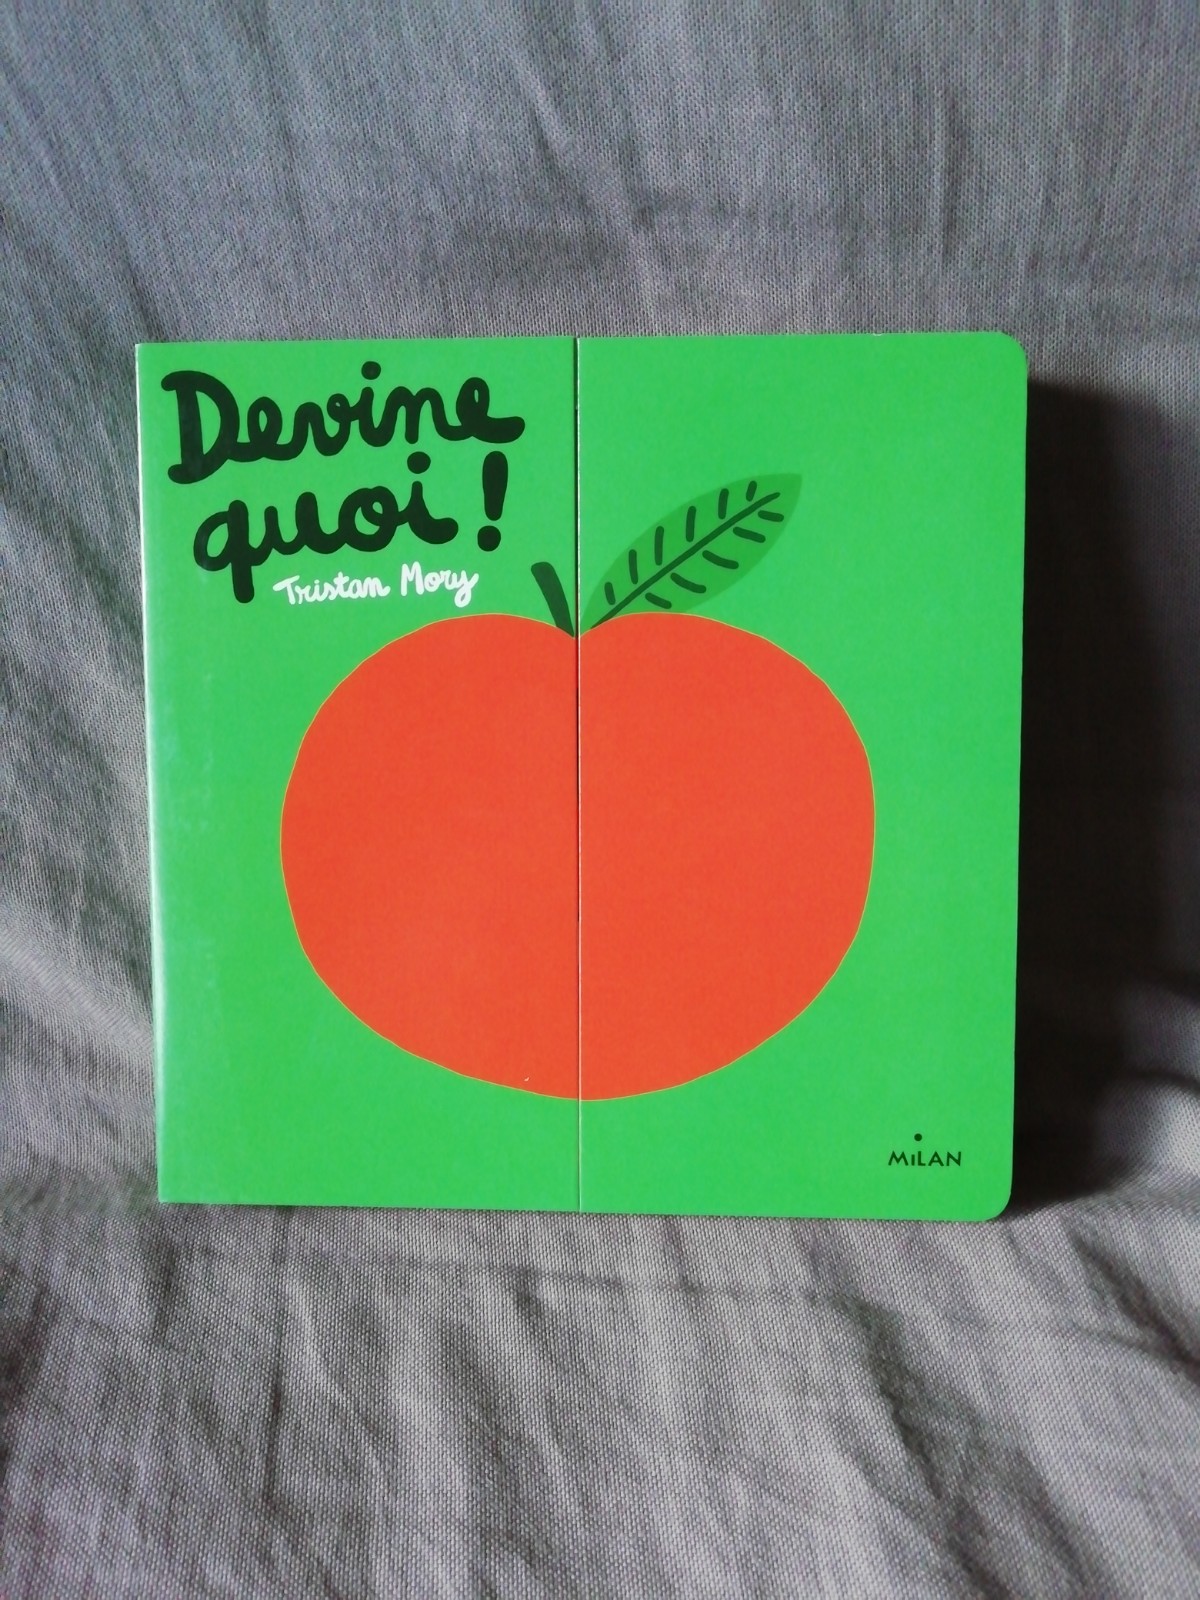 Devine
quoi !
Tristan Mory
MiLAN